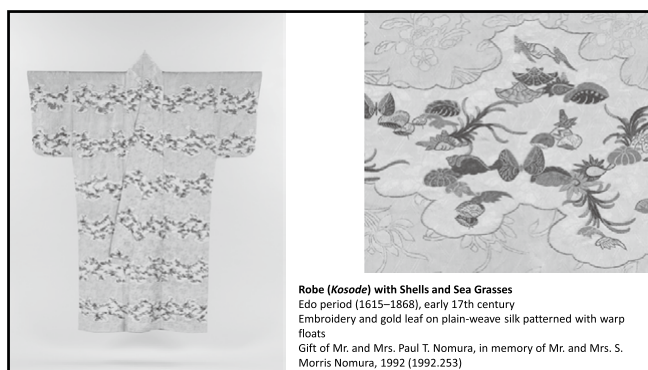 Robe (Kosode) with Shells and Sea Grasses
Edo period (1615–1868), early 17th century
Embroidery and gold leaf on plain-weave silk patterned with warp
floats
Gift of Mr. and Mrs. Paul T. Nomura, in memory of Mr. and Mrs. S.
Morris Nomura, 1992 (1992.253)